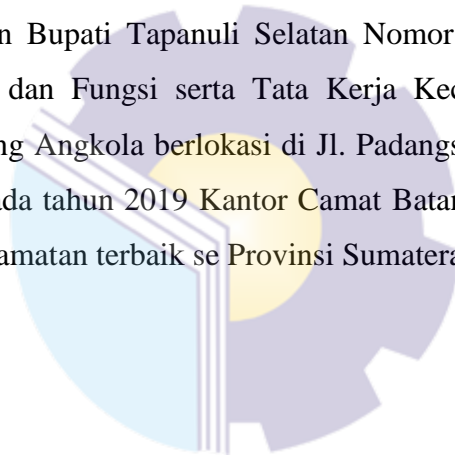 n Bupati Tapanuli Selatan Nomor
dan Fungsi serta Tata Kerja Kec
ng Angkola berlokasi di Jl. Padangs
ada tahun 2019 Kantor Camat Batan
amatan terbaik se Provinsi Sumatera